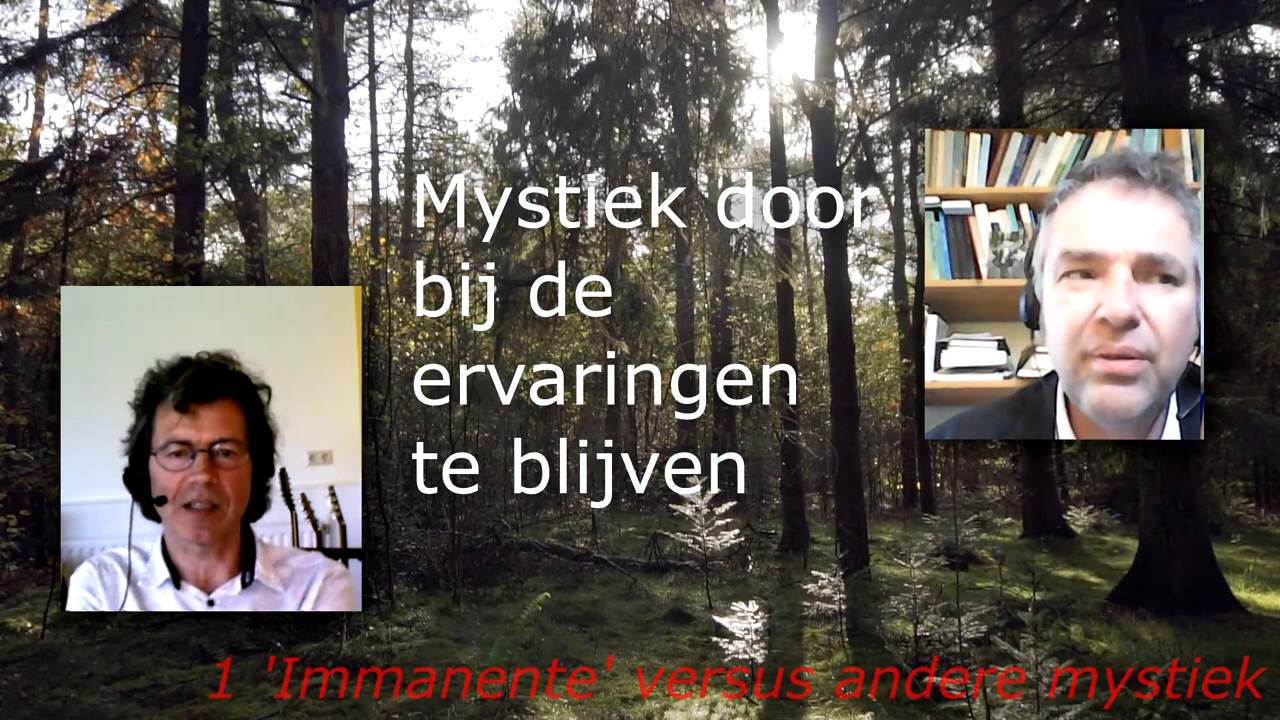 Mystiek door
bij de
ervaringen
te blijven
1 'Immanente' versus andere mystiek